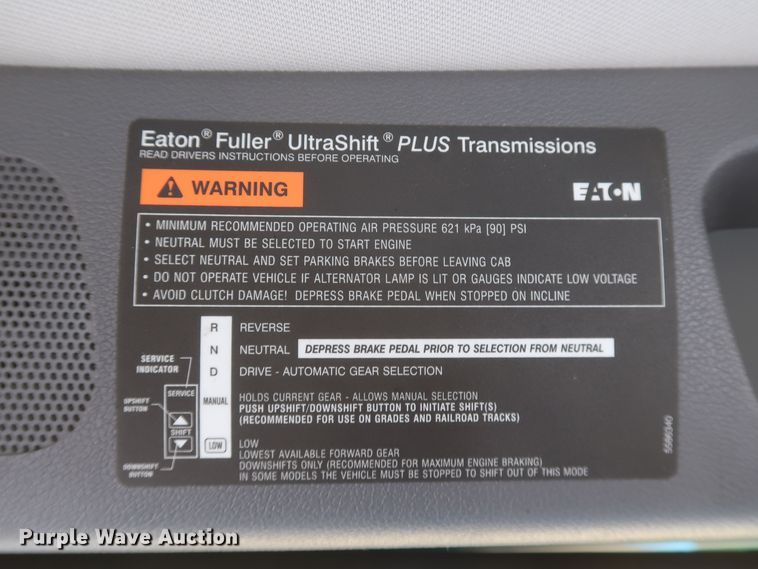 Eaton® Fuller® UltraShift® PLUS Transmissions
READ DRIVERS INSTRUCTIONS BEFORE OPERATING
WARNING
EATON
• MINIMUM RECOMMENDED OPERATING AIR PRESSURE 621 kPa [90] PSI
• NEUTRAL MUST BE SELECTED TO START ENGINE
• SELECT NEUTRAL AND SET PARKING BRAKES BEFORE LEAVING CAB
• DO NOT OPERATE VEHICLE IF ALTERNATOR LAMP IS LIT OR GAUGES INDICATE LOW VOLTAGE
• AVOID CLUTCH DAMAGE! DEPRESS BRAKE PEDAL WHEN STOPPED ON INCLINE
R REVERSE
N NEUTRAL DEPRESS BRAKE PEDAL PRIOR TO SELECTION FROM NEUTRAL
D DRIVE - AUTOMATIC GEAR SELECTION
MANUAL HOLDS CURRENT GEAR - ALLOWS MANUAL SELECTION
PUSH UPSHIFT/DOWNSHIFT BUTTON TO INITIATE SHIFT(S)
(RECOMMENDED FOR USE ON GRADES AND RAILROAD TRACKS)
LOW LOW
LOWEST AVAILABLE FORWARD GEAR
DOWNSHIFTS ONLY (RECOMMENDED FOR MAXIMUM ENGINE BRAKING)
IN SOME MODELS THE VEHICLE MUST BE STOPPED TO SHIFT OUT OF THIS MODE
SERVICE
INDICATOR
SERVICE
UPSHIFT
BUTTON
SHIFT
DOWNSHIFT
BUTTON
5596340
Purple Wave Auction